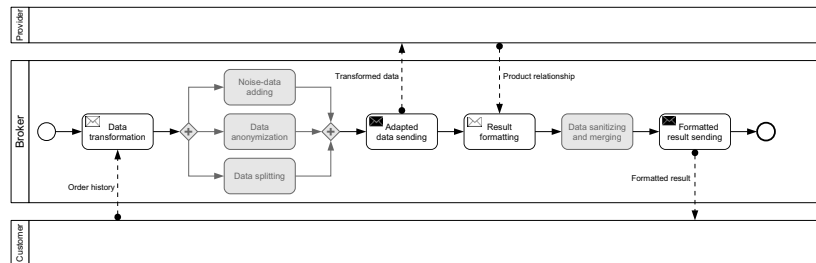 Provider
Broker
Customer
Noise-data
adding
Transformed data
Product relationship
Data
transformation
Data
anonymization
Adapted
data sending
Result
formatting
Data sanitizing
and merging
Formatted
result sending
Data splitting
Order history
Formatted result